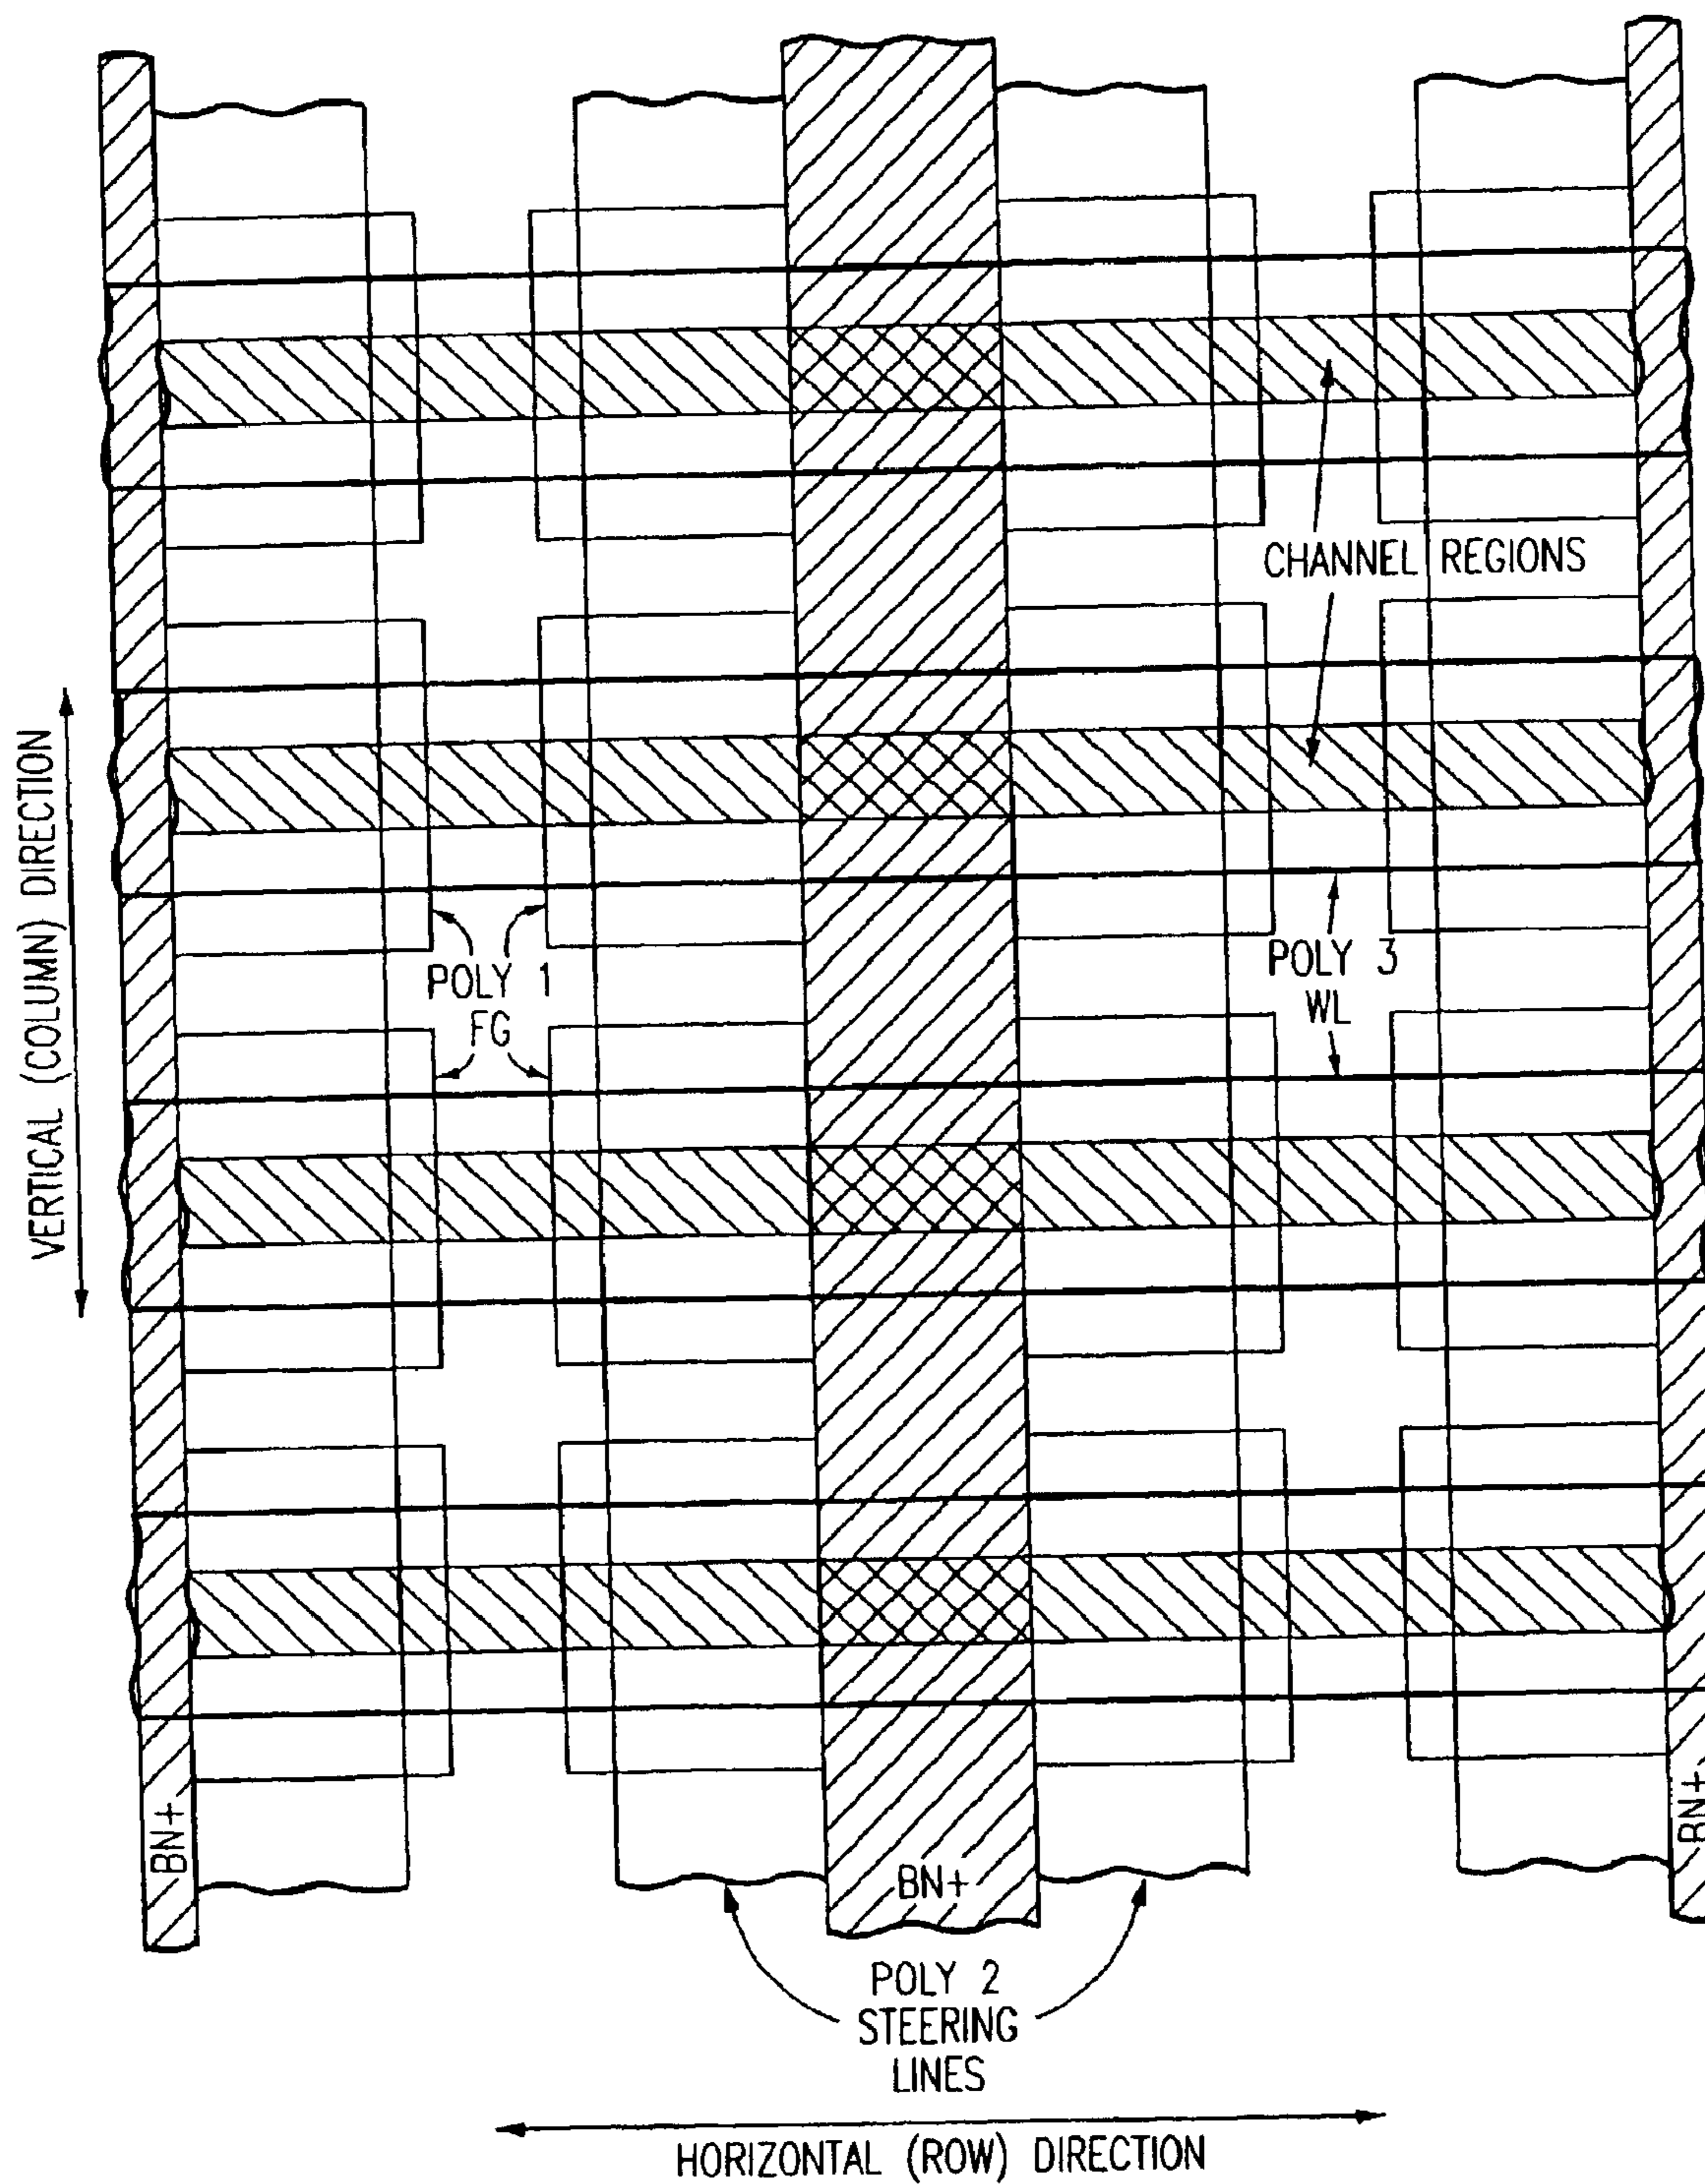 CHANNEL REGIONS
VERTICAL (COLUMN) DIRECTION
POLY 1
FG
POLY 3
WL
BN+
BN+
BN+
POLY 2
STEERING
LINES
HORIZONTAL (ROW) DIRECTION